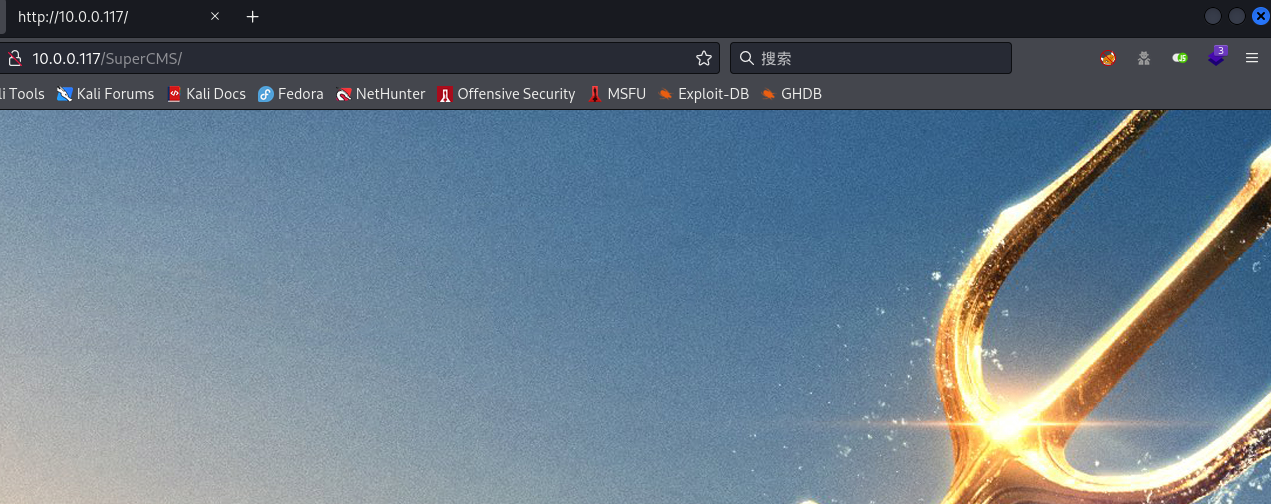 http://10.0.0.117/
10.0.0.117/SuperCMS/
搜索
3
li Tools Kali Forums Kali Docs Fedora NetHunter Offensive Security MSFU Exploit-DB GHDB